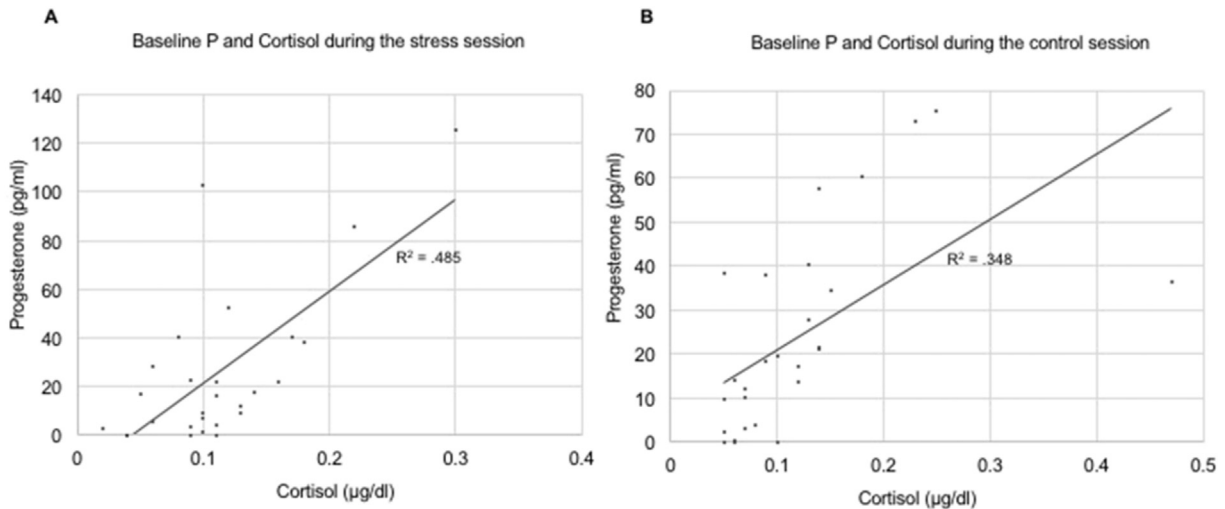 A
Baseline P and Cortisol during the stress session
Progesterone (pg/ml)
140
120
100
80
60
40
20
0
R² = .485
0 0.1 0.2 0.3 0.4
Cortisol (µg/dl)
B
Baseline P and Cortisol during the control session
Progesterone (pg/ml)
80
70
60
50
40
30
20
10
0
R² = .348
0 0.1 0.2 0.3 0.4 0.5
Cortisol (µg/dl)